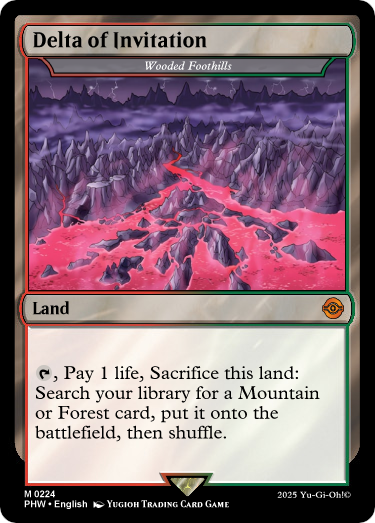 Delta of Invitation
Wooded Foothills
Land
, Pay 1 life, Sacrifice this land:
Search your library for a Mountain
or Forest card, put it onto the
battlefield, then shuffle.
M 0224
PHW • English Yugioh Trading Card Game
2025 Yu-Gi-Oh!©